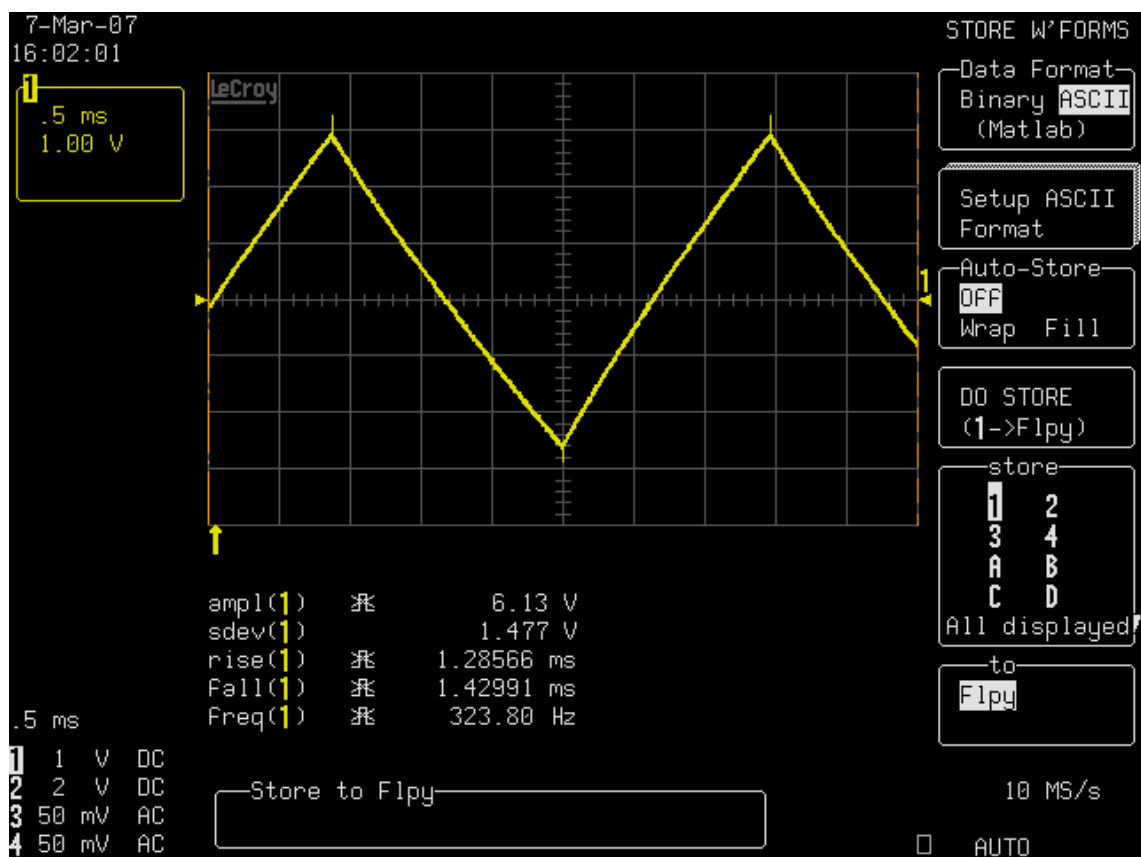 7-Mar-07
16:02:01
1
.5 ms
1.00 V
LeCroy
1
ampl(1) 6.13 V
sdev(1) 1.477 V
rise(1) 1.28566 ms
fall(1) 1.42991 ms
freq(1) 323.80 Hz
.5 ms
1 1 V DC
2 2 V DC
3 50 mV AC
4 50 mV AC
Store to Flpy
STORE W'FORMS
Data Format
Binary ASCII
(Matlab)
Setup ASCII
Format
Auto-Store
OFF
Wrap Fill
DO STORE
(1->Flpy)
store
1 2
3 4
A B
C D
All displayed
to
Flpy
10 MS/s
AUTO